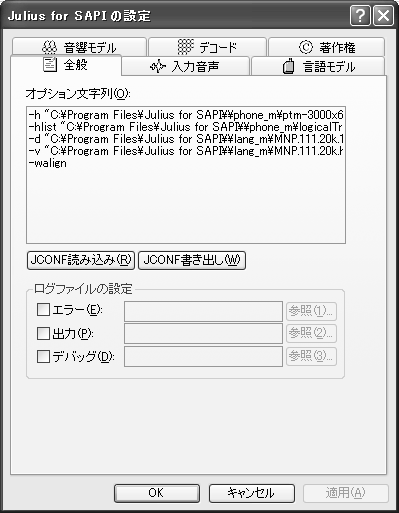 Julius for SAPI の設定
音響モデル デコード 著作権
全般 入力音声 言語モデル
オプション文字列(O):
-h "C:¥Program Files¥Julius for SAPI¥¥phone_m¥ptm-3000x6
-hlist "C:¥Program Files¥Julius for SAPI¥¥phone_m¥logicalTr
-d "C:¥Program Files¥Julius for SAPI¥¥lang_m¥MNP.111.20k.1
-v "C:¥Program Files¥Julius for SAPI¥¥lang_m¥MNP.111.20k.h
-walign
JCONF読み込み(R) JCONF書き出し(W)
ログファイルの設定
エラー(E): 参照(1)...
出力(P): 参照(2)...
デバッグ(D): 参照(3)...
OK キャンセル 適用(A)